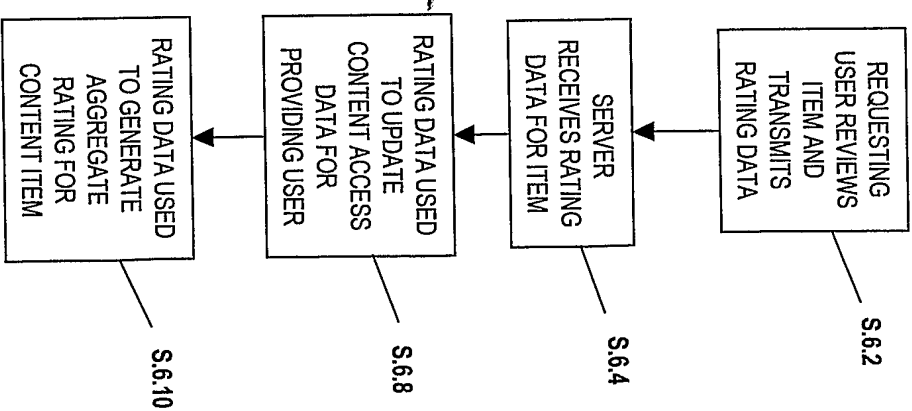 REQUESTING
USER REVIEWS
ITEM AND
TRANSMITS
RATING DATA
S.6.2
SERVER
RECEIVES RATING
DATA FOR ITEM
S.6.4
RATING DATA USED
TO UPDATE
CONTENT ACCESS
DATA FOR
PROVIDING USER
S.6.8
RATING DATA USED
TO GENERATE
AGGREGATE
RATING FOR
CONTENT ITEM
S.6.10